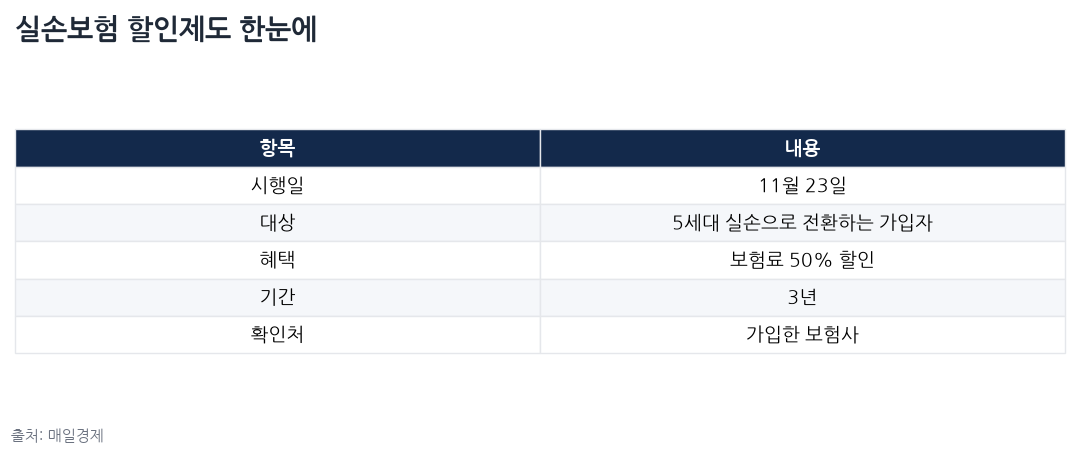 실손보험 할인제도 한눈에
항목 내용
시행일 11월 23일
대상 5세대 실손으로 전환하는 가입자
혜택 보험료 50% 할인
기간 3년
확인처 가입한 보험사
출처: 매일경제